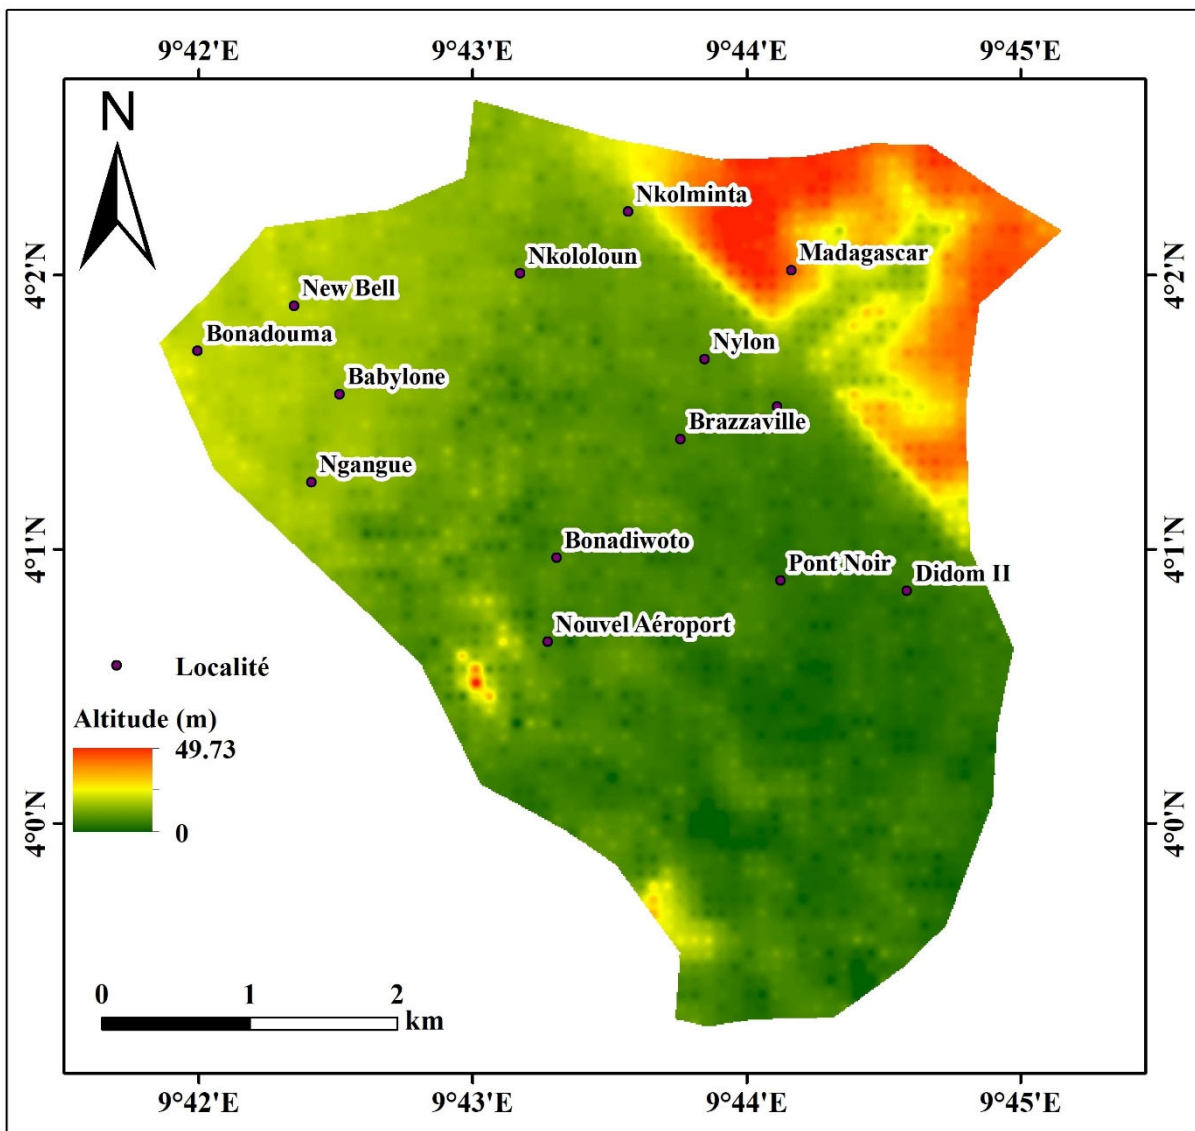 9°42'E 9°43'E 9°44'E 9°45'E
N
Nkolminta
Nkololoun
Madagascar
4°2'N 4°2'N
New Bell
Bonadouma
Nylon
Babylone
Brazzaville
Ngangue
Bonadiwoto
4°1'N 4°1'N
Pont Noir
Didom II
Nouvel Aéroport
Localité
Altitude (m)
49.73
0
4°0'N 4°0'N
0 1 2
km
9°42'E 9°43'E 9°44'E 9°45'E